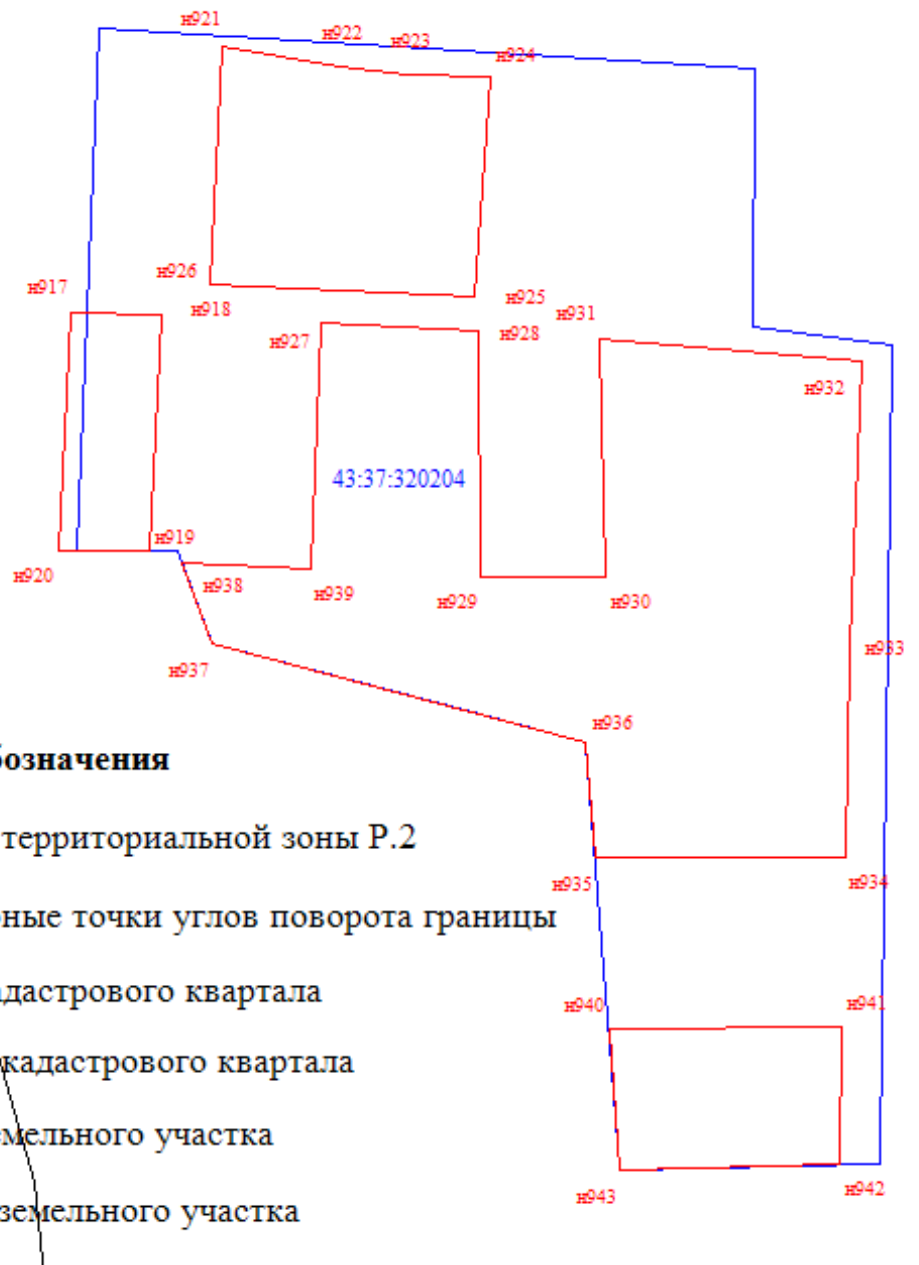 н921
н922
н923
н924
н926
н917
н918
н925
н931
н927
н928
н932
43:37:320204
н919
н920
н938
н939
н929
н930
н933
н937
н936
бозначения
территориальной зоны Р.2
н935
н934
ные точки углов поворота границы
адастрового квартала
н940
н941
кадастрового квартала
емельного участка
н943
н942
земельного участка